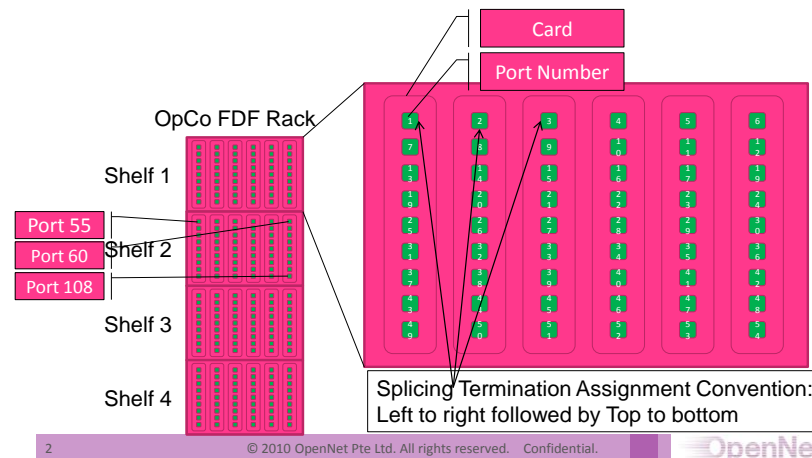 Card
Port Number
OpCo FDF Rack
Shelf 1
Shelf 2
Shelf 3
Shelf 4
Port 55
Port 60
Port 108
1 2 3 4 5 6
7 8 9 10 11 12
13 14 15 16 17 19
19 20 21 22 23 24
25 26 27 28 29 30
31 32 33 34 35 36
37 38 39 40 41 42
43 44 45 46 47 48
49 50 51 52 53 54
Splicing Termination Assignment Convention:
Left to right followed by Top to bottom
2 © 2010 OpenNet Pte Ltd. All rights reserved. Confidential.
OpenNe